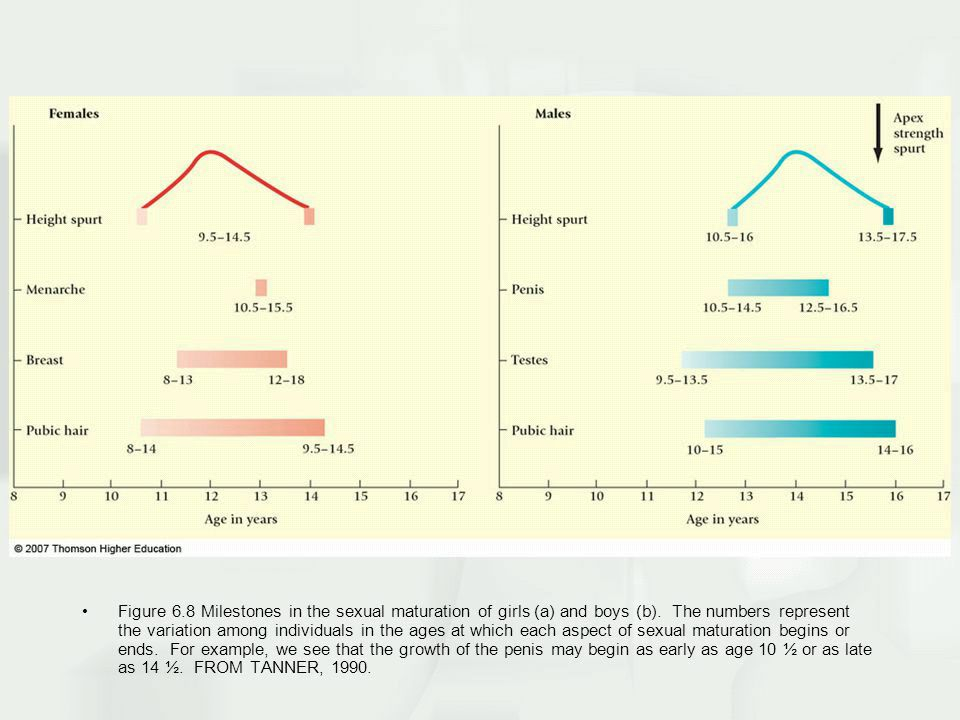 Females
Height spurt
9.5–14.5
Menarche
10.5–15.5
Breast
8–13 12–18
Pubic hair
8–14 9.5–14.5
8 9 10 11 12 13 14 15 16 17
Age in years
Males
Apex
strength
spurt
Height spurt
10.5–16 13.5–17.5
Penis
10.5–14.5 12.5–16.5
Testes
9.5–13.5 13.5–17
Pubic hair
10–15 14–16
8 9 10 11 12 13 14 15 16 17
Age in years
© 2007 Thomson Higher Education
• Figure 6.8 Milestones in the sexual maturation of girls (a) and boys (b). The numbers represent
the variation among individuals in the ages at which each aspect of sexual maturation begins or
ends. For example, we see that the growth of the penis may begin as early as age 10 ½ or as late
as 14 ½. FROM TANNER, 1990.